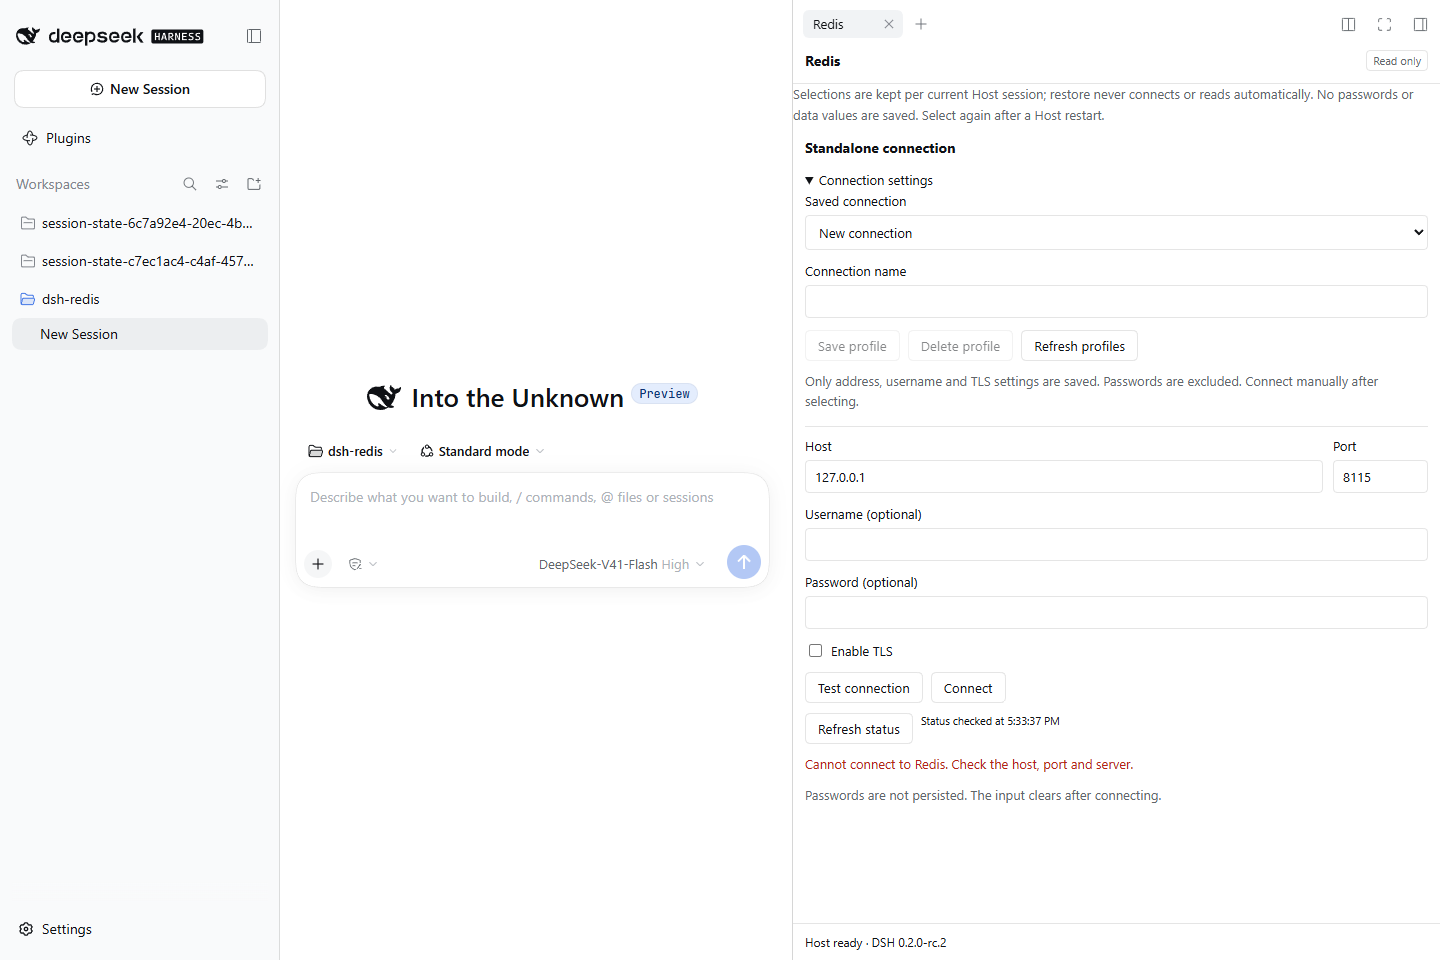 deepseek HARNESS
New Session
Plugins
Workspaces
session-state-6c7a92e4-20ec-4b...
session-state-c7ec1ac4-c4af-457...
dsh-redis
New Session
Settings
Into the Unknown Preview
dsh-redis Standard mode
Describe what you want to build, / commands, @ files or sessions
DeepSeek-V41-Flash High
Redis
Redis
Read only
Selections are kept per current Host session; restore never connects or reads automatically. No passwords or
data values are saved. Select again after a Host restart.
Standalone connection
Connection settings
Saved connection
New connection
Connection name
Save profile Delete profile Refresh profiles
Only address, username and TLS settings are saved. Passwords are excluded. Connect manually after
selecting.
Host Port
127.0.0.1 8115
Username (optional)
Password (optional)
Enable TLS
Test connection Connect
Refresh status Status checked at 5:33:37 PM
Cannot connect to Redis. Check the host, port and server.
Passwords are not persisted. The input clears after connecting.
Host ready · DSH 0.2.0-rc.2